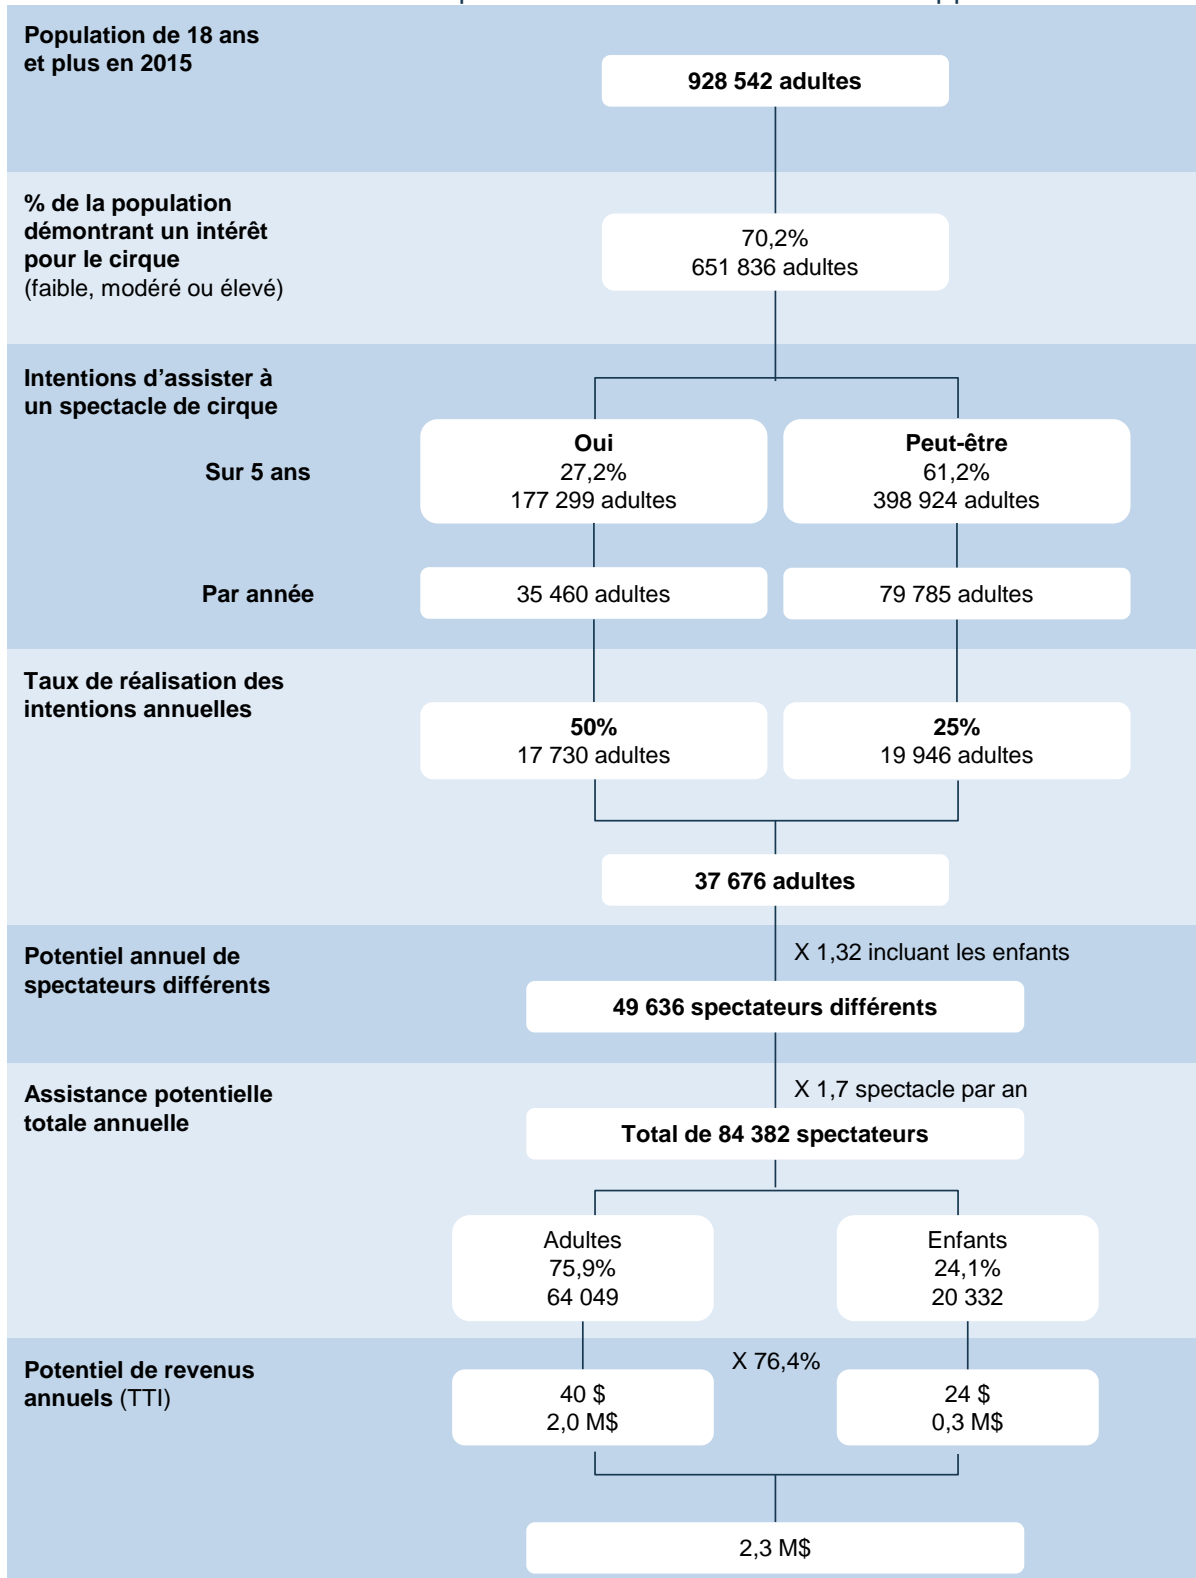 Population de 18 ans
et plus en 2015
928 542 adultes
% de la population
démontrant un intérêt
pour le cirque
(faible, modéré ou élevé)
70,2%
651 836 adultes
Intentions d'assister à
un spectacle de cirque
Sur 5 ans
Oui
27,2%
177 299 adultes
Peut-être
61,2%
398 924 adultes
Par année
35 460 adultes
79 785 adultes
Taux de réalisation des
intentions annuelles
50%
17 730 adultes
25%
19 946 adultes
37 676 adultes
Potentiel annuel de
spectateurs différents
X 1,32 incluant les enfants
49 636 spectateurs différents
Assistance potentielle
totale annuelle
X 1,7 spectacle par an
Total de 84 382 spectateurs
Adultes
75,9%
64 049
Enfants
24,1%
20 332
Potentiel de revenus
annuels (TTI)
X 76,4%
40 $
2,0 M$
24 $
0,3 M$
2,3 M$